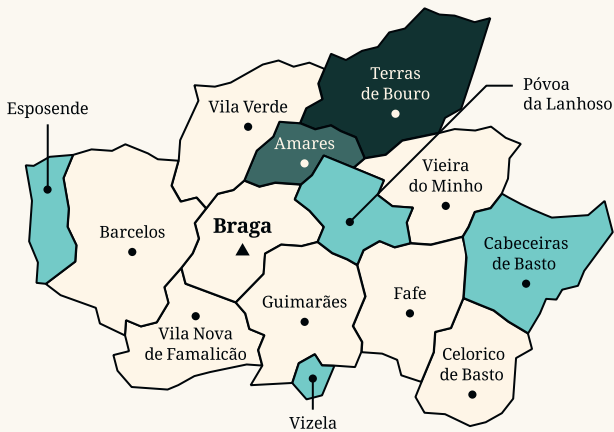 Terras
de Bouro
Póvoa
da Lanhoso
Esposende
Vila Verde
Amares
Vieira
do Minho
Barcelos
Braga
Cabeceiras
de Basto
Guimarães
Fafe
Vila Nova
de Famalicão
Celorico
de Basto
Vizela